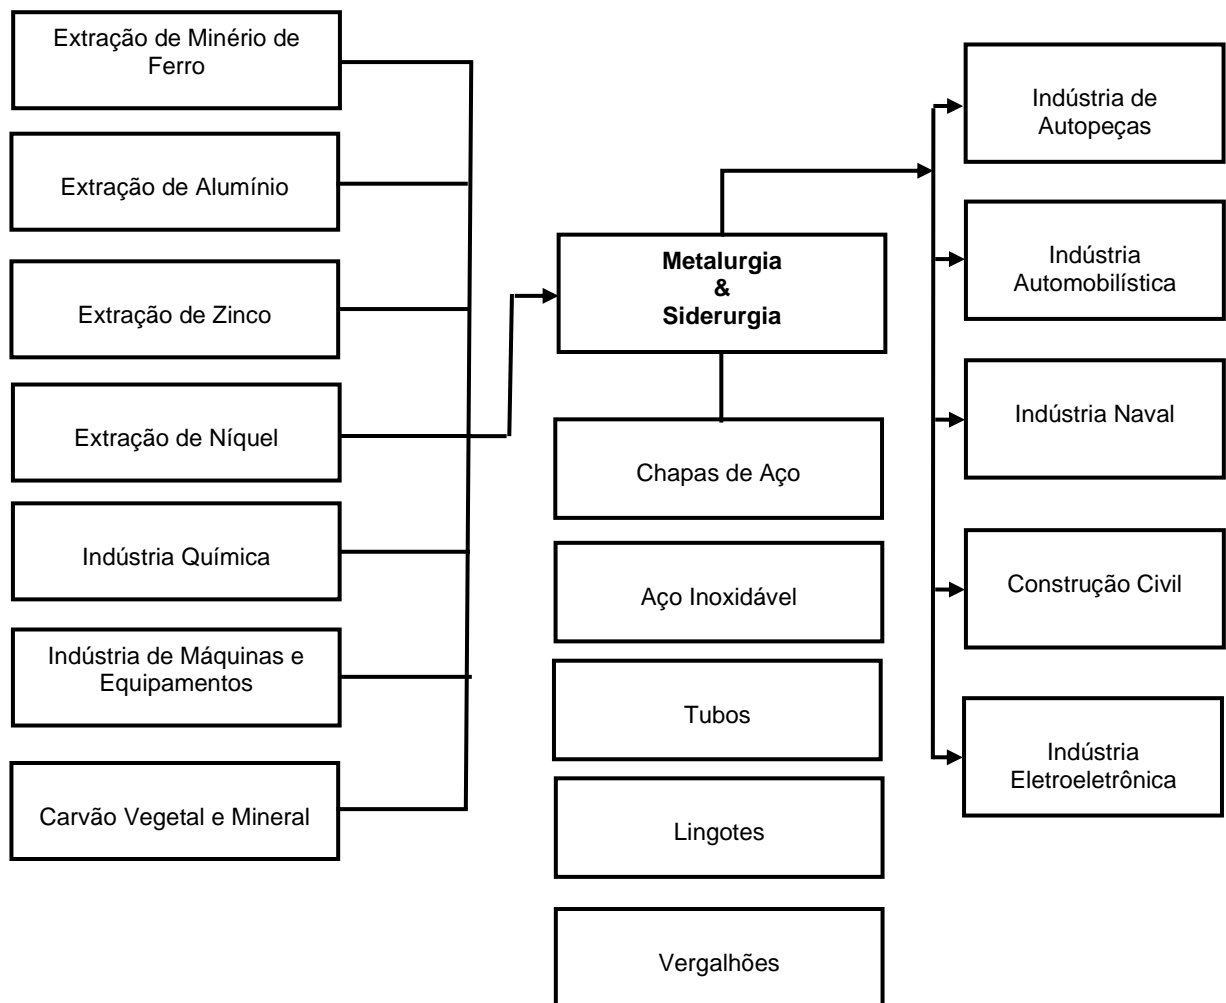 Extração de Minério de
Ferro
Extração de Alumínio
Extração de Zinco
Extração de Níquel
Indústria Química
Indústria de Máquinas e
Equipamentos
Carvão Vegetal e Mineral
Metalurgia
&
Siderurgia
Chapas de Aço
Aço Inoxidável
Tubos
Lingotes
Vergalhões
Indústria de
Autopeças
Indústria
Automobilística
Indústria Naval
Construção Civil
Indústria
Eletroeletrônica